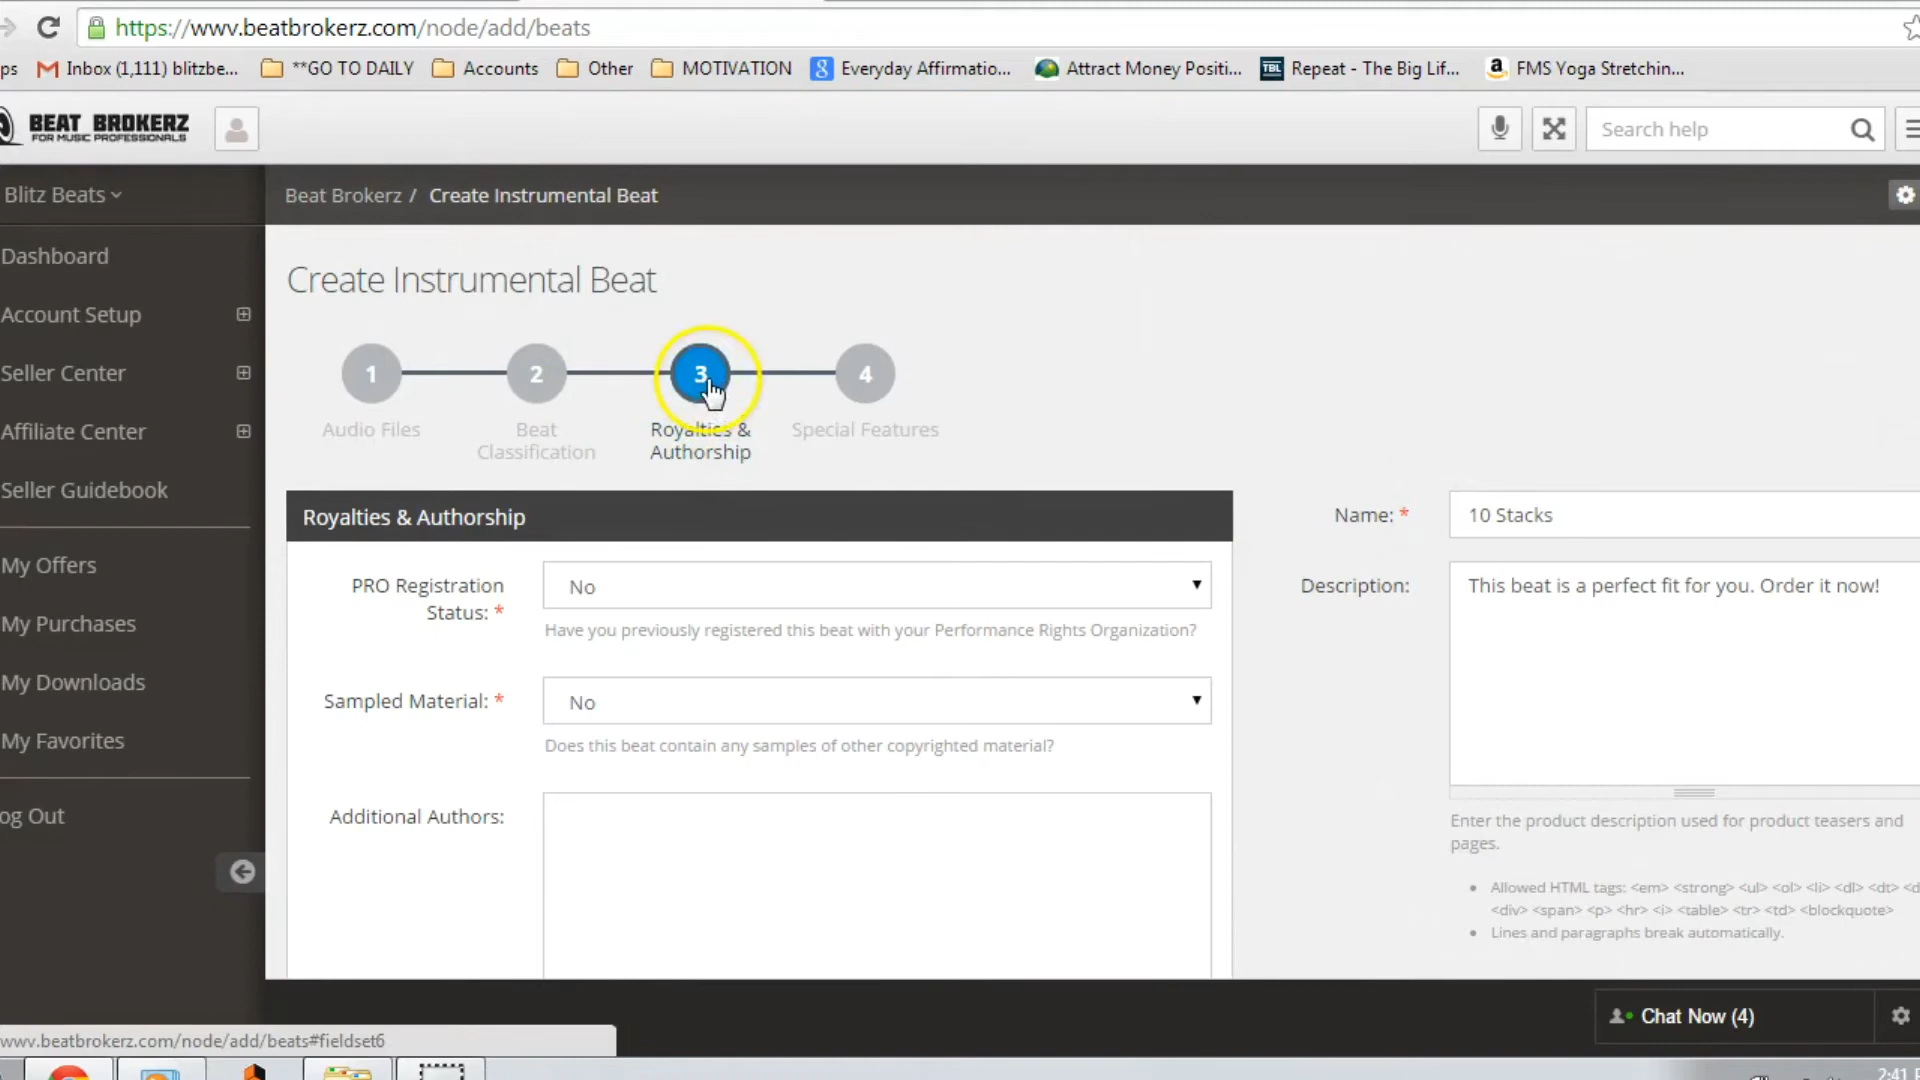 https://www.beatbrokerz.com/node/add/beats
ps
Inbox (1,111) blitzbe...
**GO TO DAILY
Accounts
Other
MOTIVATION
Everyday Affirmatio...
Attract Money Positi...
TBL
Repeat - The Big Lif...
FMS Yoga Stretchin...
BEAT BROKERZ
FOR MUSIC PROFESSIONALS
Search help
Blitz Beats
Beat Brokerz / Create Instrumental Beat
Dashboard
Account Setup
Seller Center
Affiliate Center
Seller Guidebook
My Offers
My Purchases
My Downloads
My Favorites
og Out
Create Instrumental Beat
1
2
3
4
Audio Files
Beat
Classification
Royalties &
Authorship
Special Features
Royalties & Authorship
PRO Registration
Status: *
No
Have you previously registered this beat with your Performance Rights Organization?
Sampled Material: *
No
Does this beat contain any samples of other copyrighted material?
Additional Authors:
Name: *
10 Stacks
Description:
This beat is a perfect fit for you. Order it now!
Enter the product description used for product teasers and
pages.
Allowed HTML tags: <em> <strong> <ul> <ol> <li> <dl> <dt> <d
<div> <span> <p> <hr> <i> <table> <tr> <td> <blockquote>
Lines and paragraphs break automatically.
Chat Now (4)
www.beatbrokerz.com/node/add/beats#fieldset6
2:41